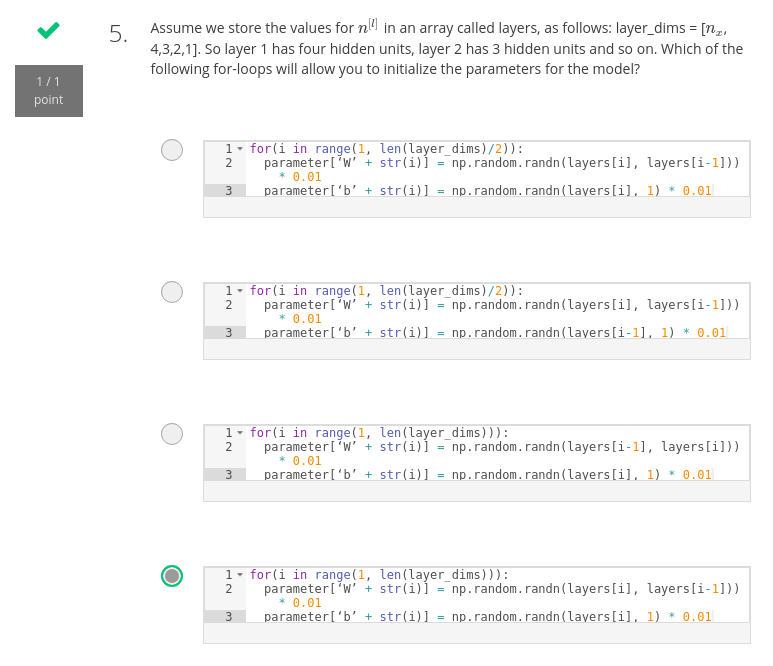 5. Assume we store the values for n^[l] in an array called layers, as follows: layer_dims = [n_x,
4,3,2,1]. So layer 1 has four hidden units, layer 2 has 3 hidden units and so on. Which of the
following for-loops will allow you to initialize the parameters for the model?
1 / 1
point
1 for(i in range(1, len(layer_dims)/2)):
2 parameter[‘W’ + str(i)] = np.random.randn(layers[i], layers[i-1]))
* 0.01
3 parameter[‘b’ + str(i)] = np.random.randn(layers[i], 1) * 0.01
1 for(i in range(1, len(layer_dims)/2)):
2 parameter[‘W’ + str(i)] = np.random.randn(layers[i], layers[i-1]))
* 0.01
3 parameter[‘b’ + str(i)] = np.random.randn(layers[i-1], 1) * 0.01
1 for(i in range(1, len(layer_dims))):
2 parameter[‘W’ + str(i)] = np.random.randn(layers[i-1], layers[i]))
* 0.01
3 parameter[‘b’ + str(i)] = np.random.randn(layers[i], 1) * 0.01
1 for(i in range(1, len(layer_dims))):
2 parameter[‘W’ + str(i)] = np.random.randn(layers[i], layers[i-1]))
* 0.01
3 parameter[‘b’ + str(i)] = np.random.randn(layers[i], 1) * 0.01